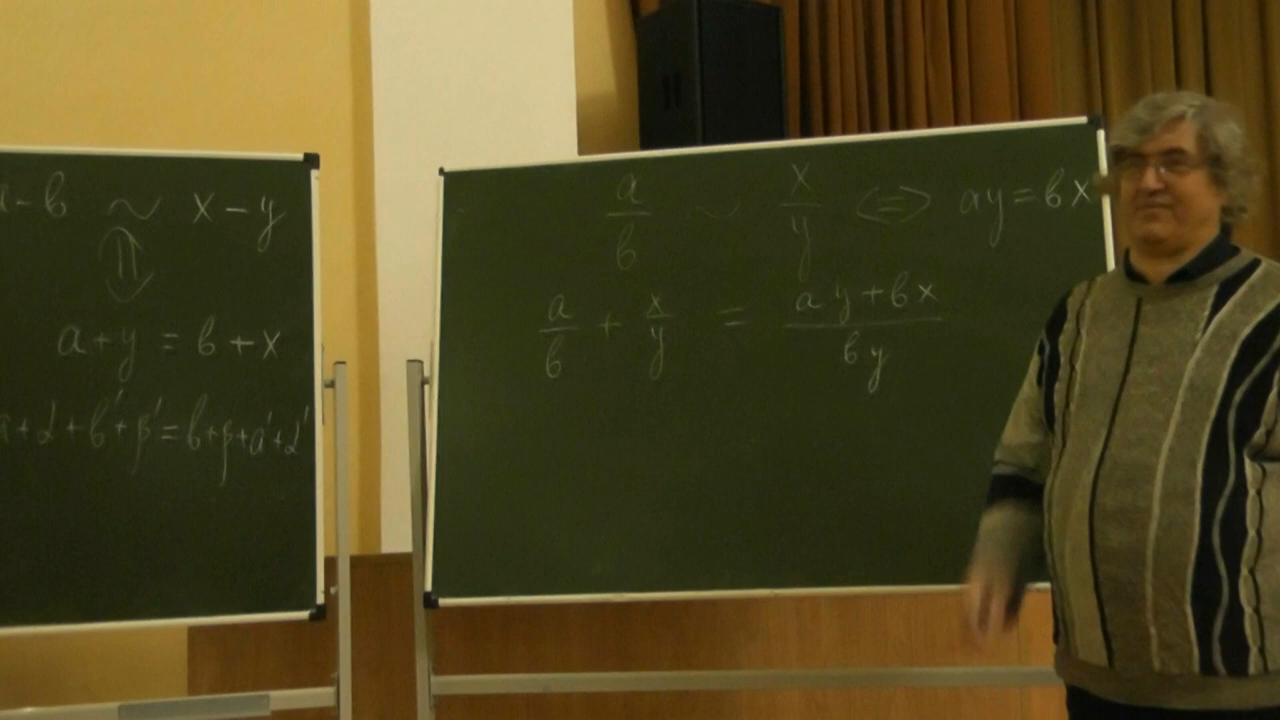 a-b ~ x-y
⇕
a+y = b+x
a+α+b'+β'=b+β+a'+α'
a/b ~ x/y <=> ay=bx
a/b + x/y = ay+bx/by